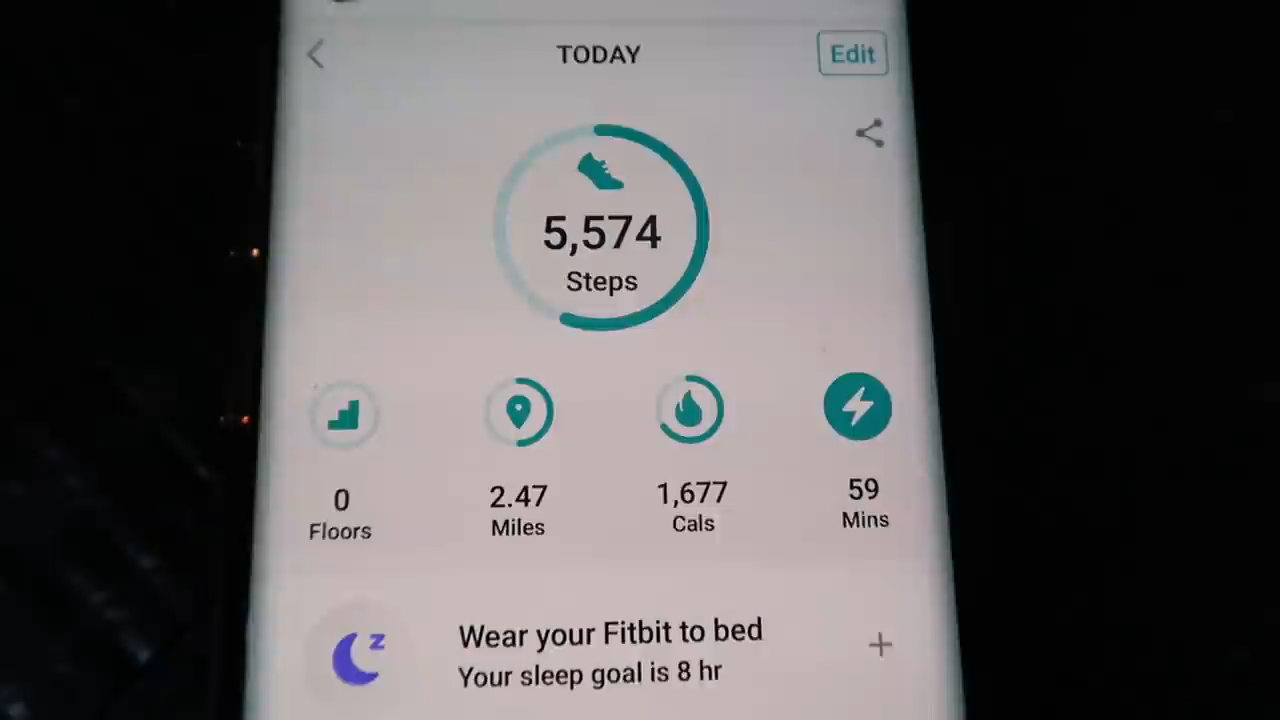 TODAY
Edit
5,574
Steps
0
2.47
1,677
59
Floors
Miles
Cals
Mins
Wear your Fitbit to bed
Your sleep goal is 8 hr